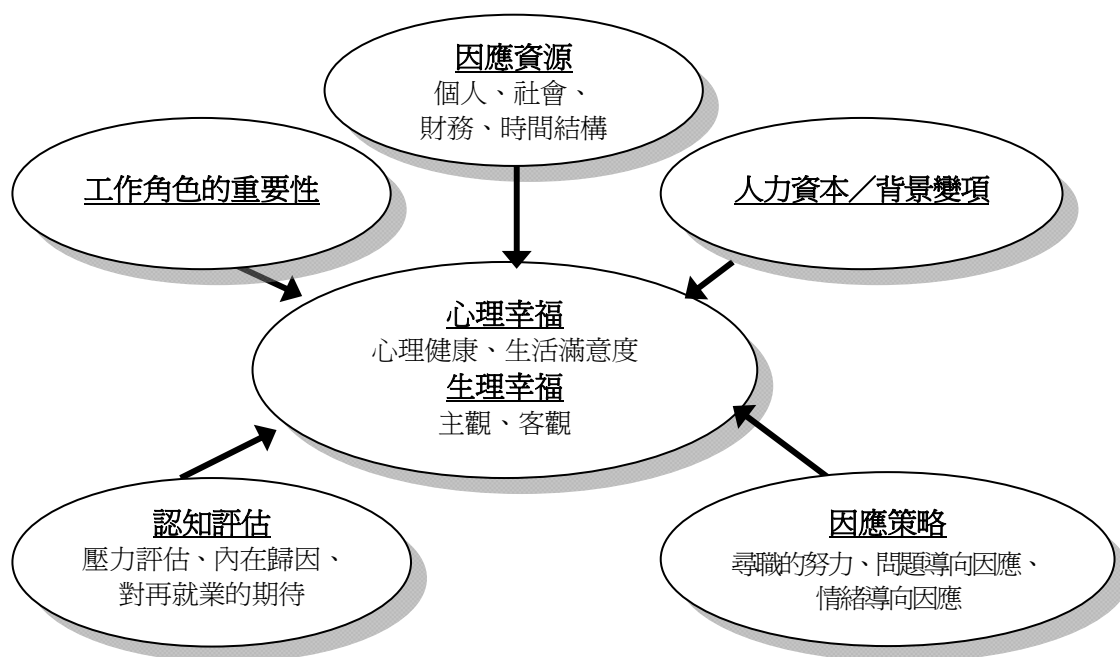 因應資源
個人、社會、
財務、時間結構
工作角色的重要性
人力資本／背景變項
心理幸福
心理健康、生活滿意度
生理幸福
主觀、客觀
認知評估
壓力評估、內在歸因、
對再就業的期待
因應策略
尋職的努力、問題導向因應、
情緒導向因應